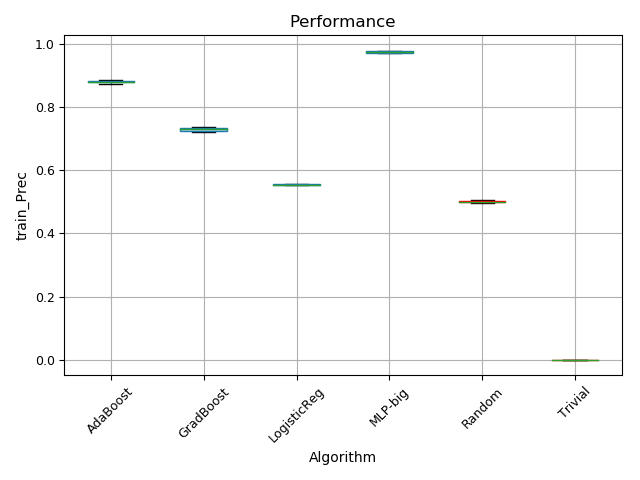 Performance
train_Prec
1.0
0.8
0.6
0.4
0.2
0.0
AdaBoost
GradBoost
LogisticReg
MLP-big
Random
Trivial
Algorithm